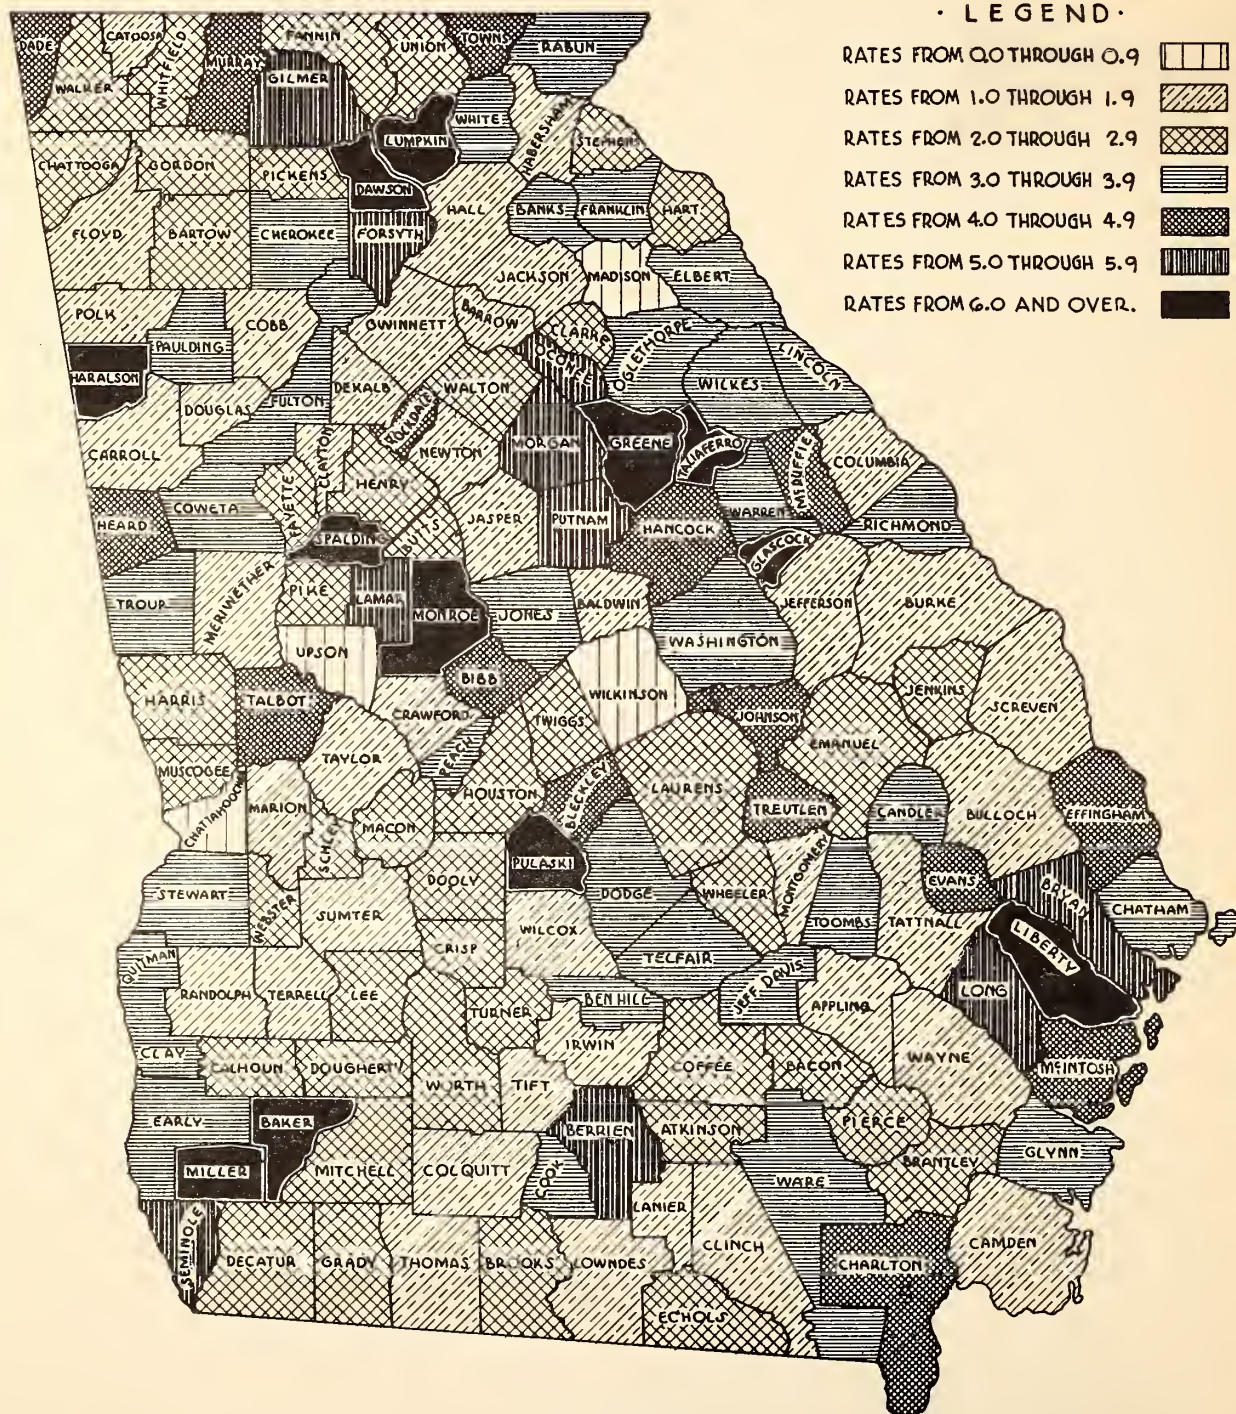 · LEGEND ·
RATES FROM 0.0 THROUGH 0.9
RATES FROM 1.0 THROUGH 1.9
RATES FROM 2.0 THROUGH 2.9
RATES FROM 3.0 THROUGH 3.9
RATES FROM 4.0 THROUGH 4.9
RATES FROM 5.0 THROUGH 5.9
RATES FROM 6.0 AND OVER.
DADE
CATOOSA
WHITFIELD
MURRAY
FANNIN
UNION
TOWNS
RABUN
WALKER
GILMER
LUMPKIN
WHITE
HABERSHAM
STEPHENS
CHATTOOGA
GORDON
PICKENS
DAWSON
HALL
BANKS
FRANKLIN
HART
FLOYD
BARTOW
CHEROKEE
FORSYTH
JACKSON
MADISON
ELBERT
POLK
PAULDING
COBB
GWINNETT
BARROW
CLARKE
OCONEE
OGLETHORPE
WILKES
LINCOLN
HARALSON
DOUGLAS
FULTON
DEKALB
WALTON
ROCKDALE
CARROLL
CLAYTON
NEWTON
MORGAN
GREENE
TALIAFERRO
MCDUFFIE
COLUMBIA
HEARD
COWETA
FAYETTE
HENRY
SPALDING
BUTTS
JASPER
PUTNAM
HANCOCK
WARREN
RICHMOND
GLASCOCK
TROUP
MERIWETHER
PIKE
LAMAR
MONROE
JONES
BALDWIN
JEFFERSON
BURKE
UPSON
WASHINGTON
HARRIS
TALBOT
BIBB
CRAWFORD
TWIGGS
WILKINSON
JOHNSON
JENKINS
SCREVEN
MUSCOGEE
TAYLOR
PEACH
EMANUEL
CHATTAHOOCH
MARION
SCHLEY
MACON
HOUSTON
BLECKLEY
LAURENS
TREUTLEN
CANDLER
BULLOCH
EFFINGHAM
STEWART
WEBSTER
SUMTER
DOOLY
PULASKI
DODGE
WHEELER
MONTGOMERY
TOOMBS
TATTNALL
EVANS
BRYAN
CHATHAM
QUITMAN
CRISP
WILCOX
TELFAIR
JEFF DAVIS
LIBERTY
RANDOLPH
TERRELL
LEE
TURNER
BEN HILL
APPLING
LONG
CLAY
CALHOUN
DOUGHERTY
WORTH
TIFT
IRWIN
COFFEE
BACON
WAYNE
MCINTOSH
EARLY
BAKER
BERRIEN
ATKINSON
PIERCE
MILLER
MITCHELL
COLQUITT
COOK
WARE
BRANTLEY
GLYNN
SEMINOLE
DECATUR
GRADY
THOMAS
BROOKS
LOWNDES
LANIER
CLINCH
CHARLTON
CAMDEN
ECHOLS